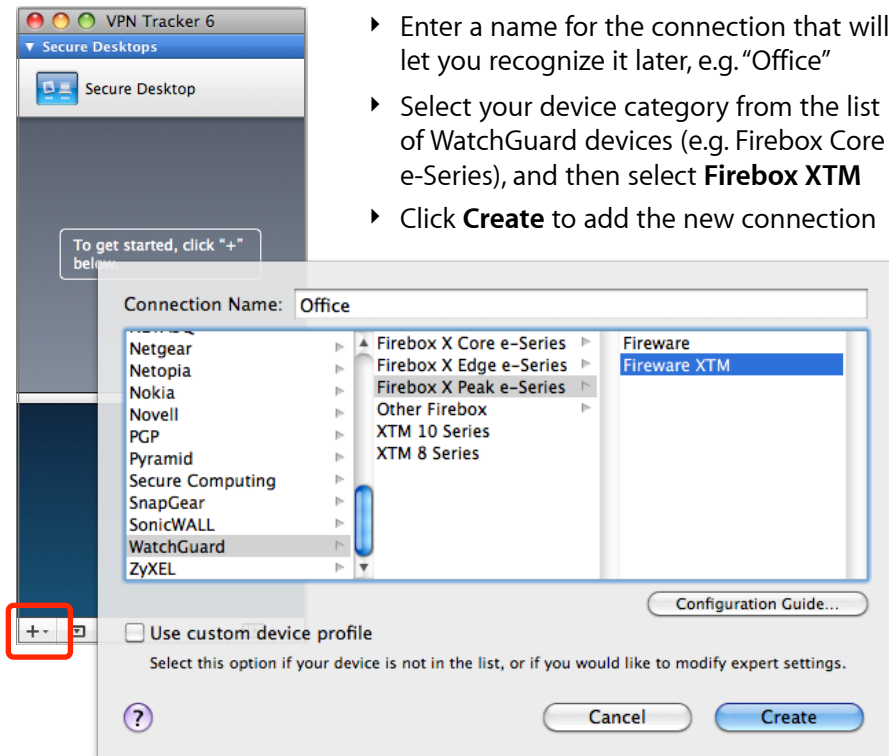 VPN Tracker 6
Secure Desktops
Secure Desktop
To get started, click "+"
below.
‣ Enter a name for the connection that will
let you recognize it later, e.g. “Office”
‣ Select your device category from the list
of WatchGuard devices (e.g. Firebox Core
e-Series), and then select Firebox XTM
‣ Click Create to add the new connection
Connection Name: Office
Netgear
Netopia
Nokia
Novell
PGP
Pyramid
Secure Computing
SnapGear
SonicWALL
WatchGuard
ZyXEL
Firebox X Core e-Series
Firebox X Edge e-Series
Firebox X Peak e-Series
Other Firebox
XTM 10 Series
XTM 8 Series
Fireware
Fireware XTM
Configuration Guide...
Use custom device profile
Select this option if your device is not in the list, or if you would like to modify expert settings.
?
Cancel
Create